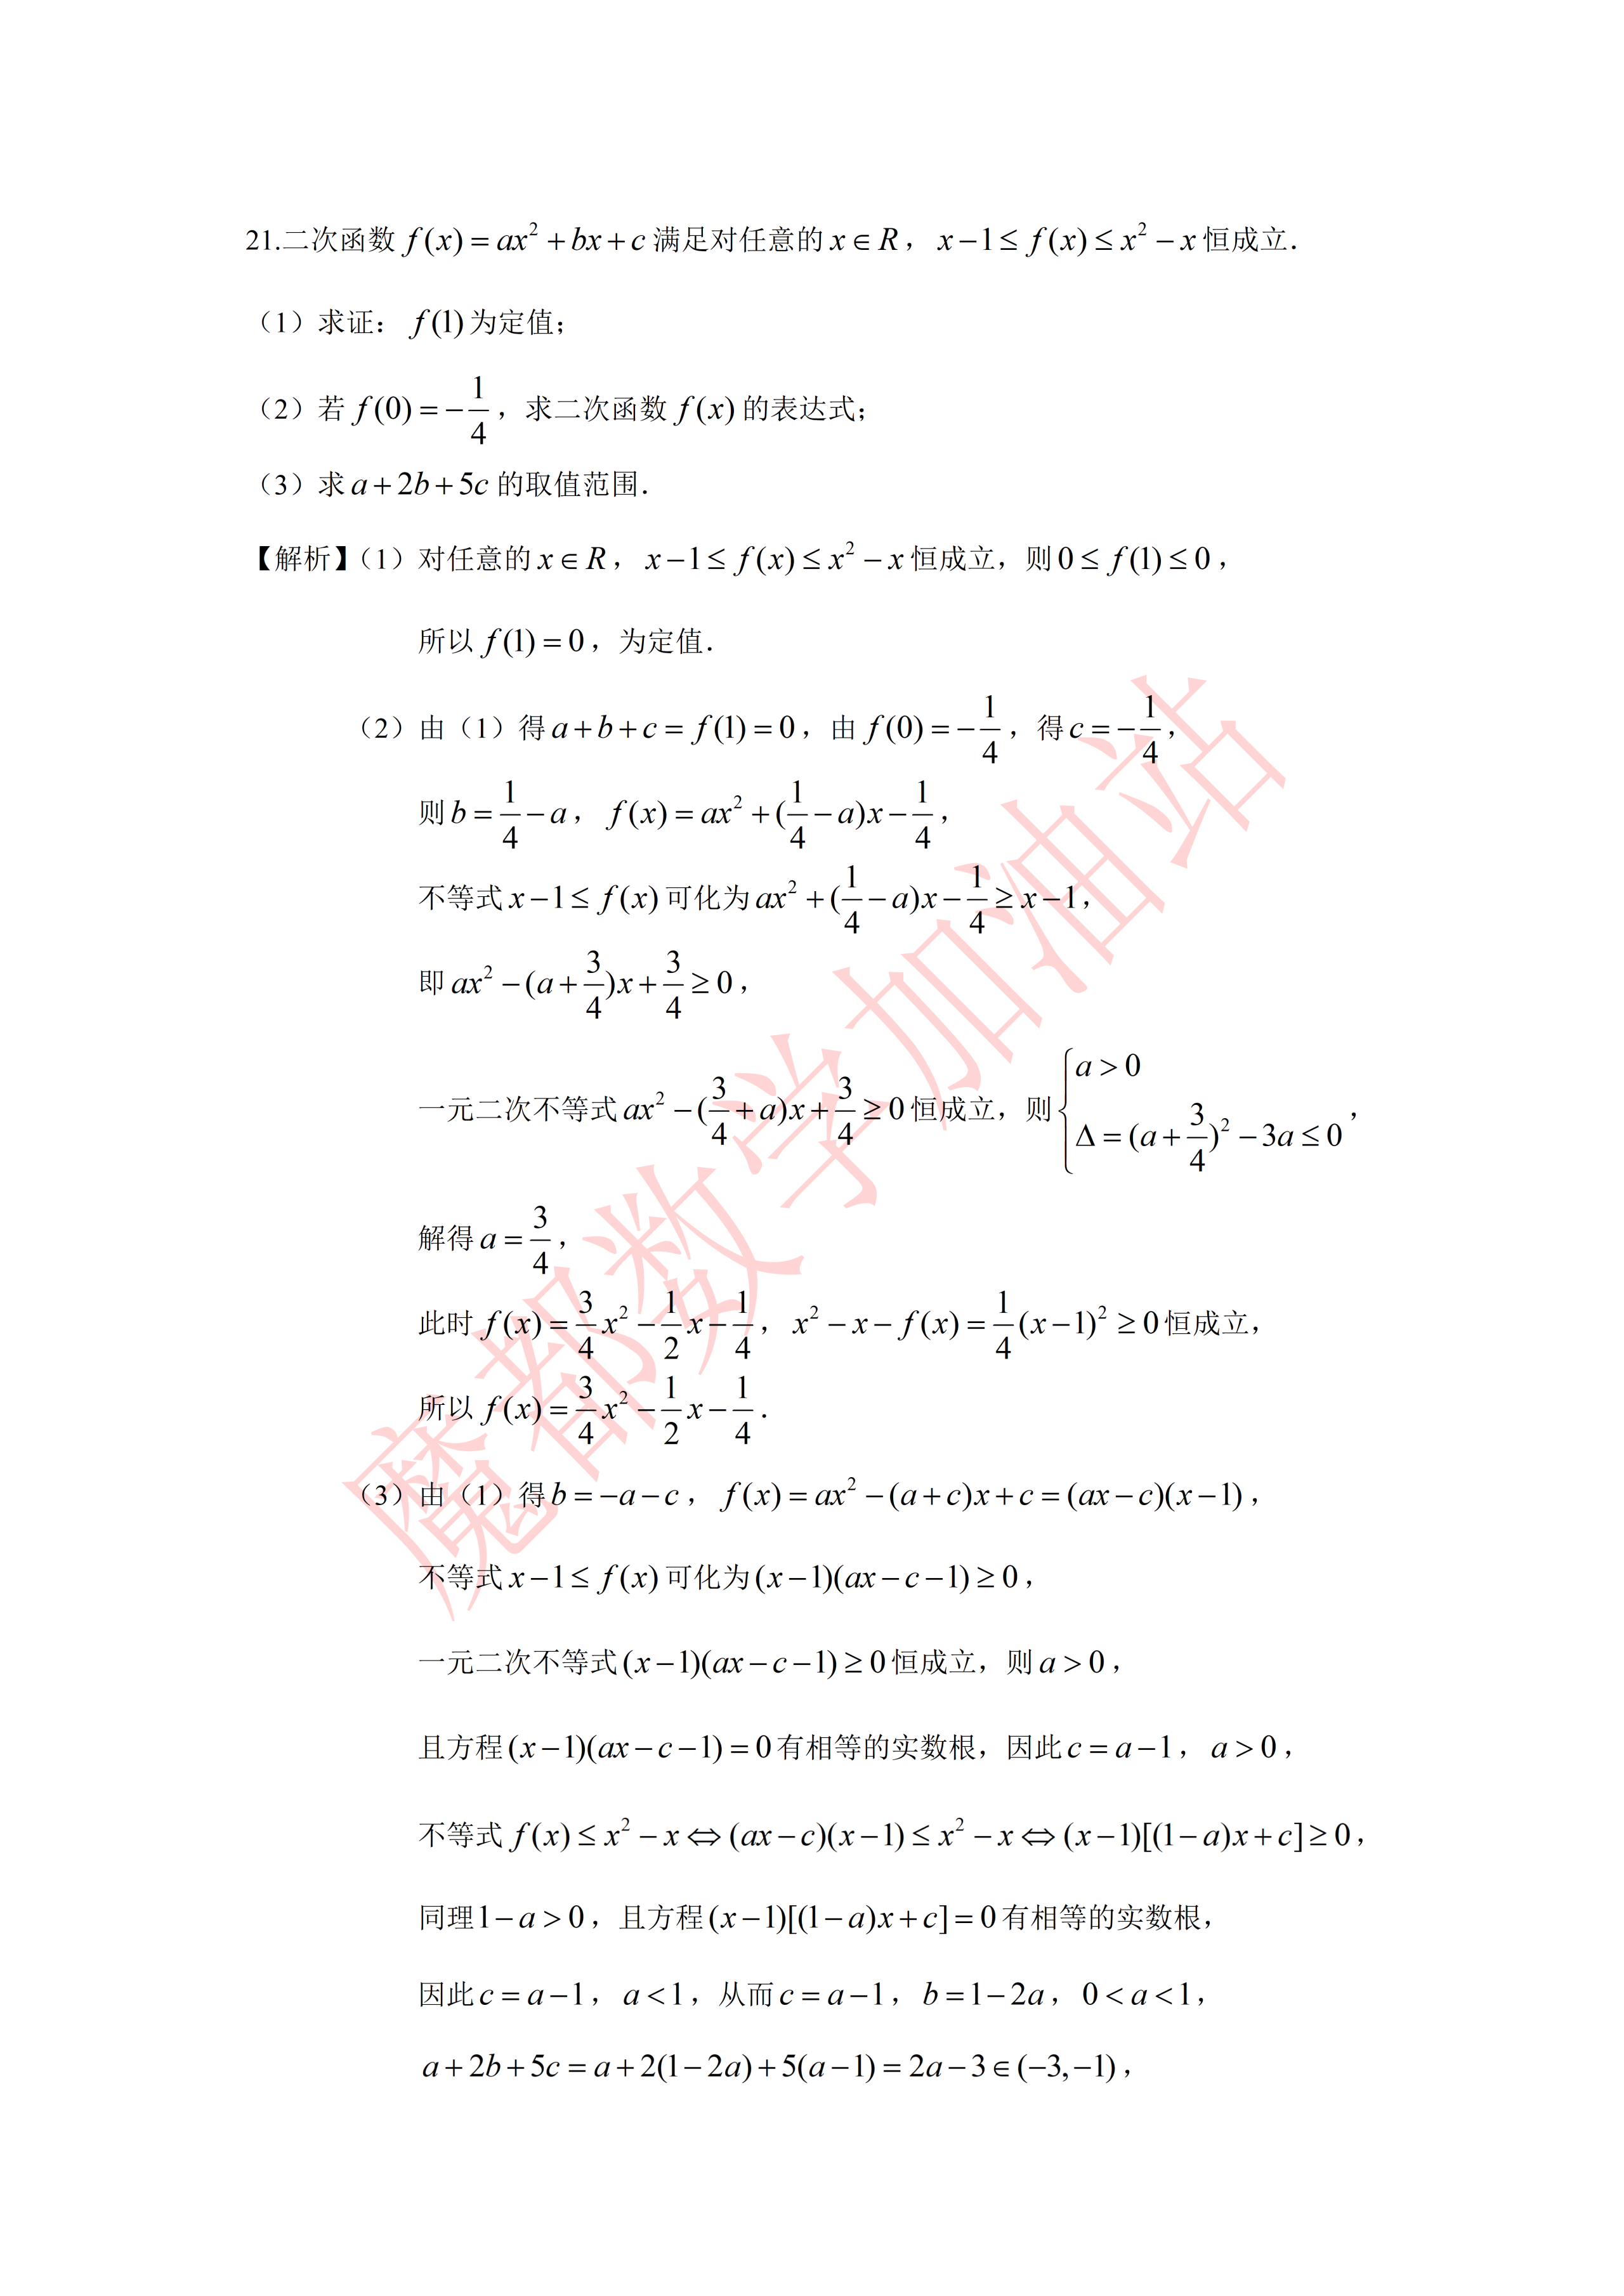 21.二次函数 f(x)=ax²+bx+c 满足对任意的 x∈R，x−1≤f(x)≤x²−x 恒成立．
（1）求证：f(1) 为定值；
（2）若 f(0)=−1/4，求二次函数 f(x) 的表达式；
（3）求 a+2b+5c 的取值范围．
【解析】（1）对任意的 x∈R，x−1≤f(x)≤x²−x 恒成立，则 0≤f(1)≤0，
所以 f(1)=0，为定值．
（2）由（1）得 a+b+c=f(1)=0，由 f(0)=−1/4，得 c=−1/4，
则 b=1/4−a，f(x)=ax²+(1/4−a)x−1/4，
不等式 x−1≤f(x) 可化为 ax²+(1/4−a)x−1/4≥x−1，
即 ax²−(a+3/4)x+3/4≥0，
一元二次不等式 ax²−(3/4+a)x+3/4≥0 恒成立，则 {a>0 Δ=(a+3/4)²−3a≤0，
解得 a=3/4，
此时 f(x)=3/4x²−1/2x−1/4，x²−x−f(x)=1/4(x−1)²≥0 恒成立，
所以 f(x)=3/4x²−1/2x−1/4．
（3）由（1）得 b=−a−c，f(x)=ax²−(a+c)x+c=(ax−c)(x−1)，
不等式 x−1≤f(x) 可化为 (x−1)(ax−c−1)≥0，
一元二次不等式 (x−1)(ax−c−1)≥0 恒成立，则 a>0，
且方程 (x−1)(ax−c−1)=0 有相等的实数根，因此 c=a−1，a>0，
不等式 f(x)≤x²−x⇔(ax−c)(x−1)≤x²−x⇔(x−1)[(1−a)x+c]≥0，
同理 1−a>0，且方程 (x−1)[(1−a)x+c]=0 有相等的实数根，
因此 c=a−1，a<1，从而 c=a−1，b=1−2a，0<a<1，
a+2b+5c=a+2(1−2a)+5(a−1)=2a−3∈(−3,−1)，
魔都数学加油站